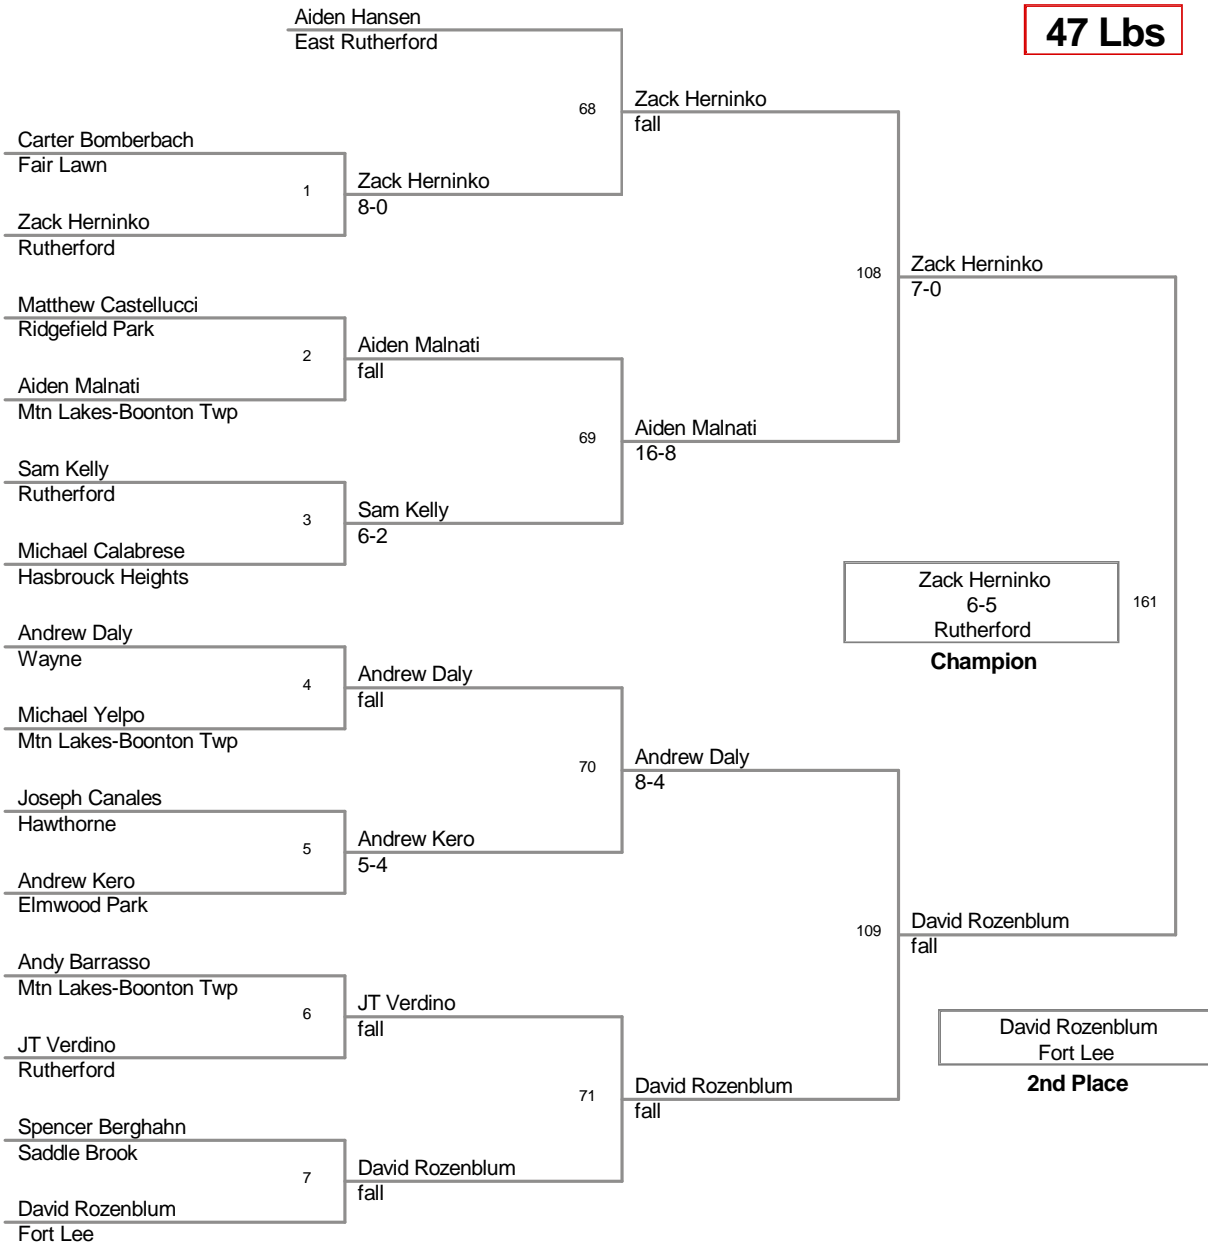 Aiden Hansen
East Rutherford
47 Lbs
68
Zack Herninko
fall
Carter Bomberbach
Fair Lawn
1
Zack Herninko
8-0
Zack Herninko
Rutherford
108
Zack Herninko
7-0
Matthew Castellucci
Ridgefield Park
2
Aiden Malnati
fall
Aiden Malnati
Mtn Lakes-Boonton Twp
69
Aiden Malnati
16-8
Sam Kelly
Rutherford
3
Sam Kelly
6-2
Michael Calabrese
Hasbrouck Heights
Zack Herninko
6-5
Rutherford
161
Champion
Andrew Daly
Wayne
4
Andrew Daly
fall
Michael Yelpo
Mtn Lakes-Boonton Twp
70
Andrew Daly
8-4
Joseph Canales
Hawthorne
5
Andrew Kero
5-4
Andrew Kero
Elmwood Park
109
David Rozenblum
fall
Andy Barrasso
Mtn Lakes-Boonton Twp
6
JT Verdino
fall
JT Verdino
Rutherford
David Rozenblum
Fort Lee
2nd Place
71
David Rozenblum
fall
Spencer Berghahn
Saddle Brook
7
David Rozenblum
fall
David Rozenblum
Fort Lee